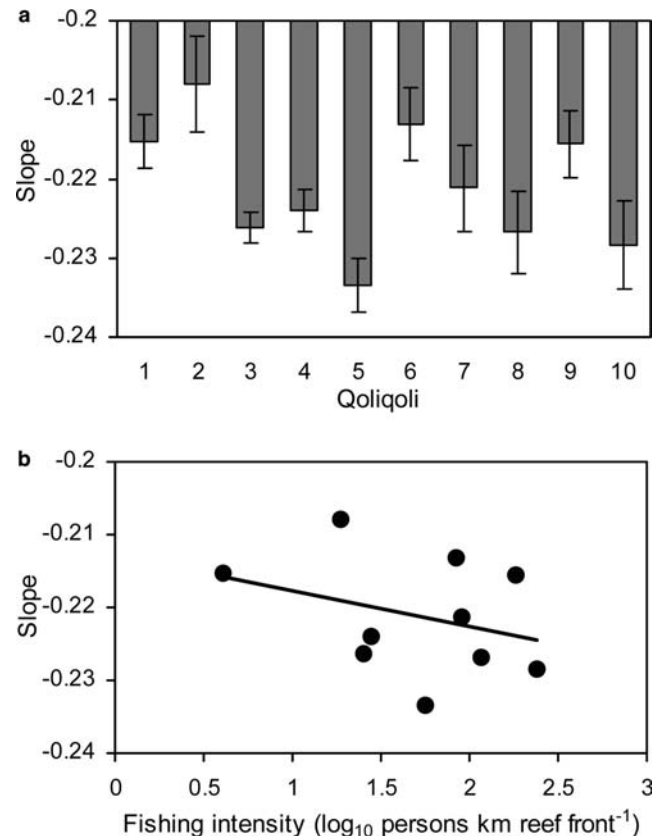 a
-0.2
-0.21
-0.22
-0.23
-0.24
Slope
1 2 3 4 5 6 7 8 9 10
Qoliqoli
b
-0.2
-0.21
-0.22
-0.23
-0.24
Slope
0 0.5 1 1.5 2 2.5 3
Fishing intensity (log₁₀ persons km reef front⁻¹)